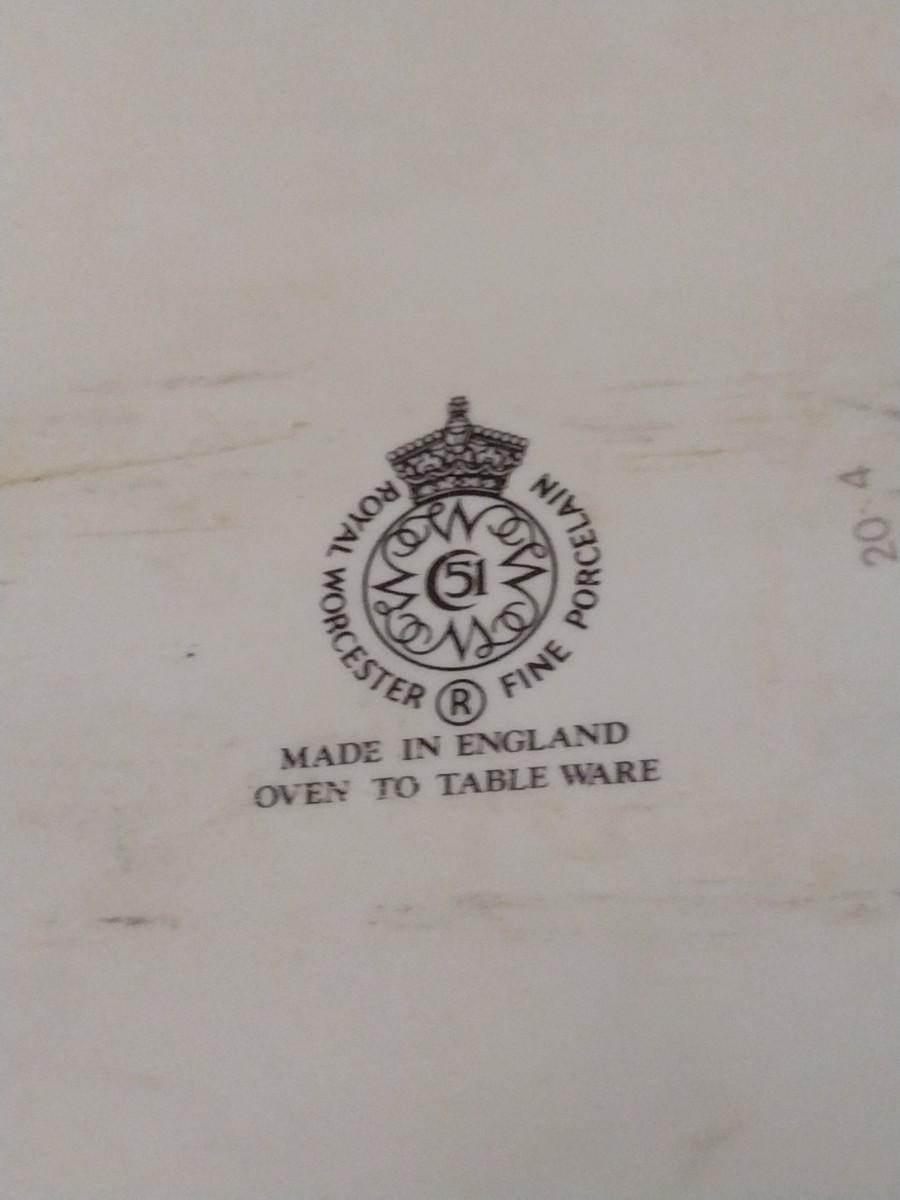 ROYAL WORCESTER ® FINE PORCELAIN
51
MADE IN ENGLAND
OVEN TO TABLE WARE
20 4